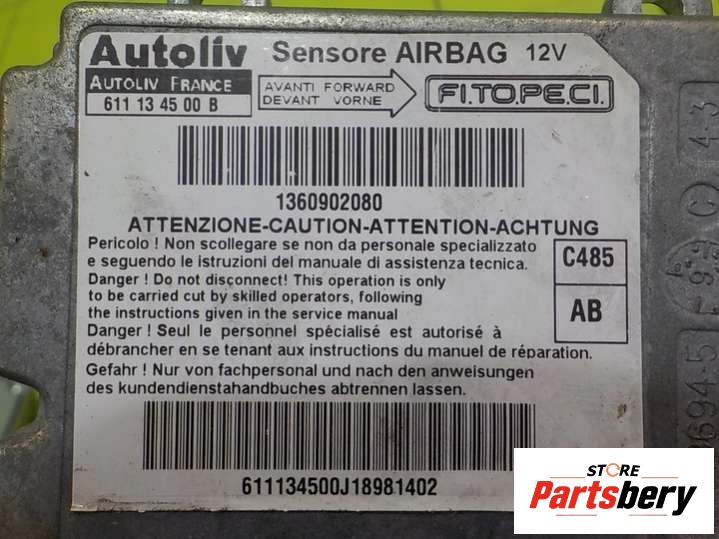 Autoliv Sensore AIRBAG 12V
AUTOLIV FRANCE
611 13 45 00 B
AVANTI FORWARD
DEVANT VORNE
FI.TO.PE.CI.
1360902080
ATTENZIONE-CAUTION-ATTENTION-ACHTUNG
Pericolo ! Non scollegare se non da personale specializzato
e seguendo le istruzioni del manuale di assistenza tecnica.
Danger ! Do not disconnect! This operation is only
to be carried cut by skilled operators, following
the instructions given in the service manual
Danger ! Seul le personnel spécialisé est autorisé à
débrancher en se tenant aux instructions du manuel de réparation.
Gefahr ! Nur von fachpersonal und nach den anweisungen
des kundendienstahandbuches abtrennen lassen.
C485
AB
611134500J18981402
4-3
694-5
STORE
Partsbery